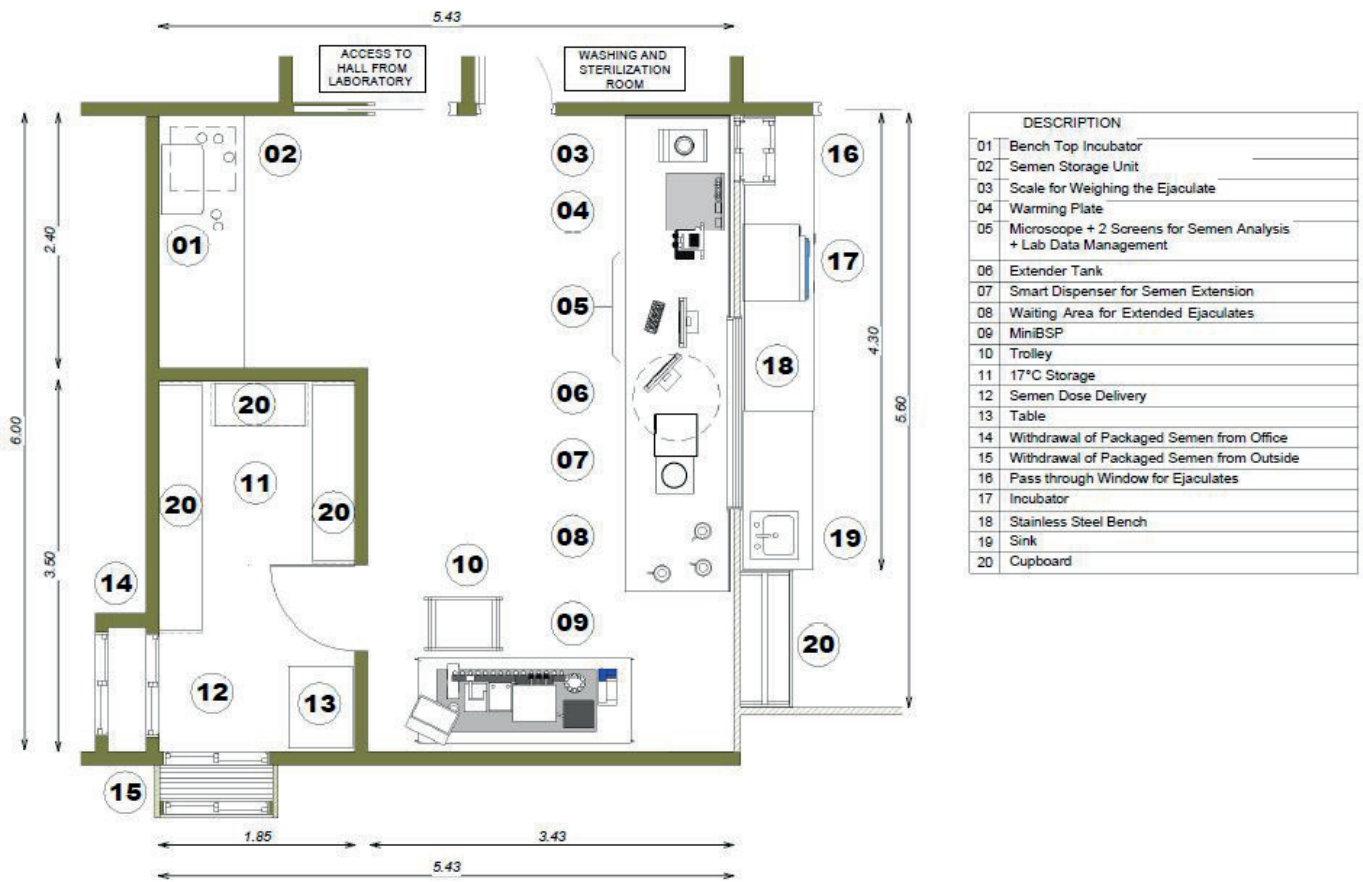 5.43
ACCESS TO
HALL FROM
LABORATORY
WASHING AND
STERILIZATION
ROOM
02
01
03
04
05
06
07
08
09
10
16
17
18
19
20
20
11
20
20
14
12
13
15
2.40
6.00
3.50
4.30
5.60
1.85
3.43
5.43
DESCRIPTION
01 Bench Top Incubator
02 Semen Storage Unit
03 Scale for Weighing the Ejaculate
04 Warming Plate
05 Microscope + 2 Screens for Semen Analysis
+ Lab Data Management
06 Extender Tank
07 Smart Dispenser for Semen Extension
08 Waiting Area for Extended Ejaculates
09 MiniBSP
10 Trolley
11 17°C Storage
12 Semen Dose Delivery
13 Table
14 Withdrawal of Packaged Semen from Office
15 Withdrawal of Packaged Semen from Outside
16 Pass through Window for Ejaculates
17 Incubator
18 Stainless Steel Bench
19 Sink
20 Cupboard